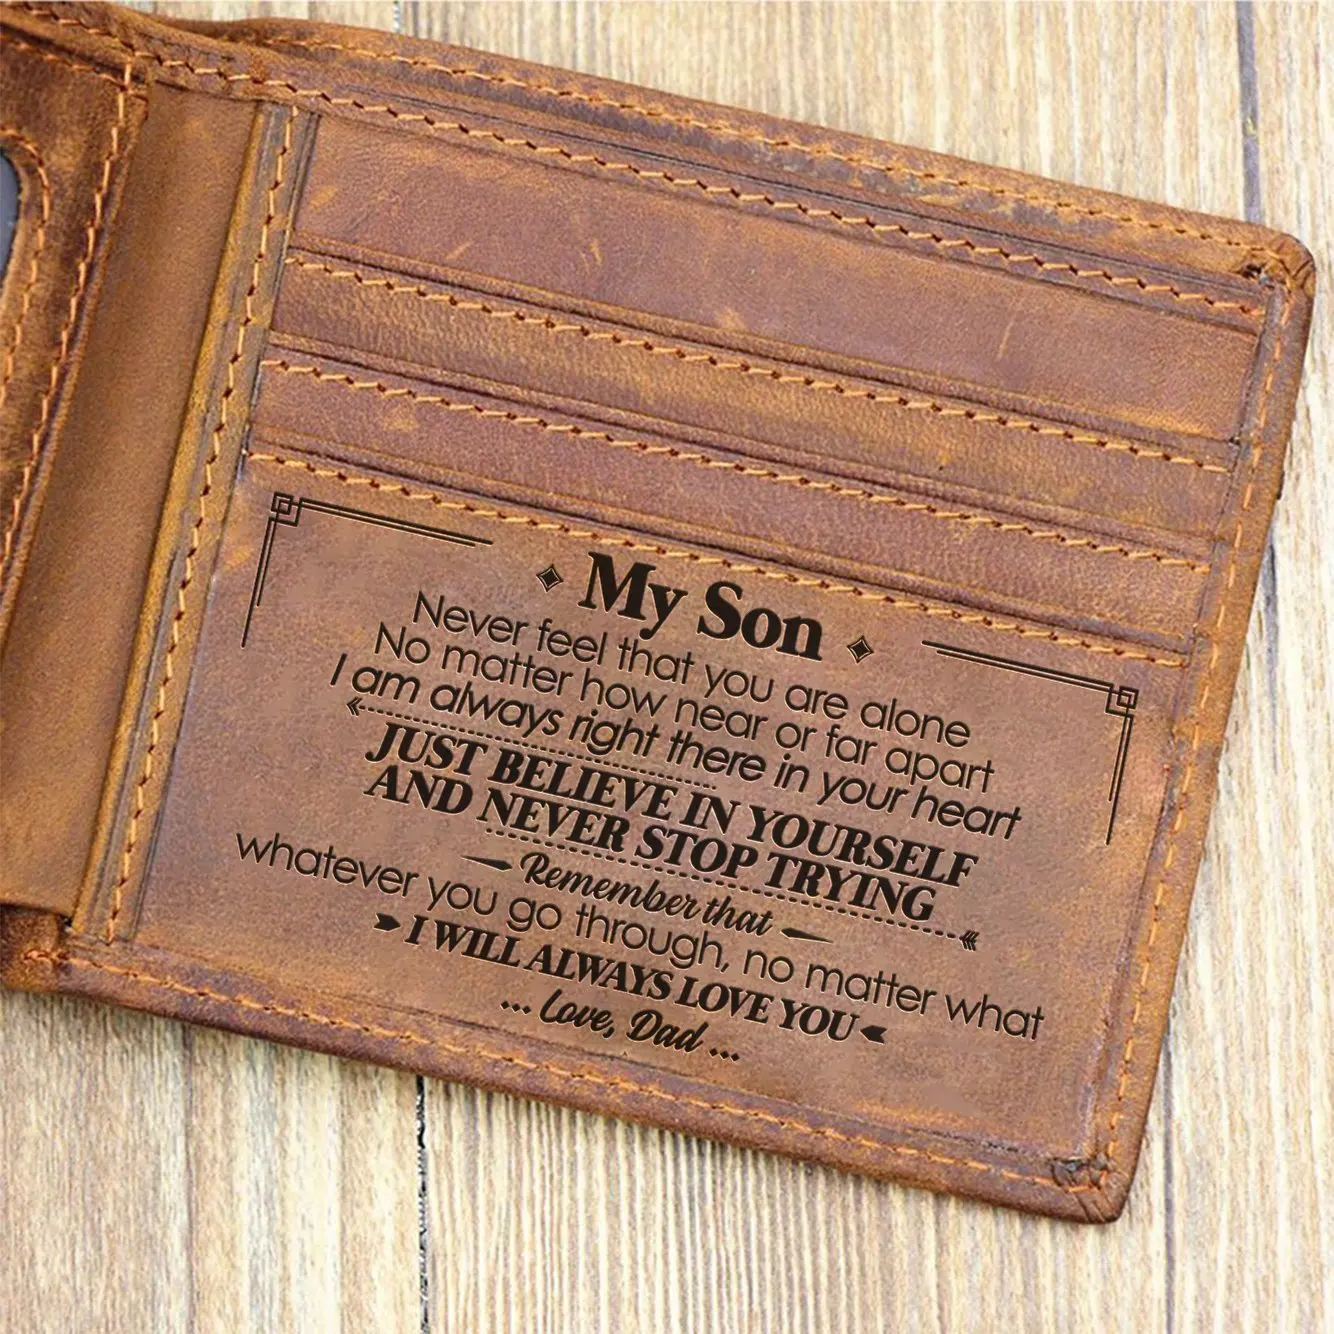 My Son
Never feel that you are alone
No matter how near or far apart
I am always right there in your heart
JUST BELIEVE IN YOURSELF
AND NEVER STOP TRYING
Remember that
whatever you go through, no matter what
I WILL ALWAYS LOVE YOU
... Love, Dad ...